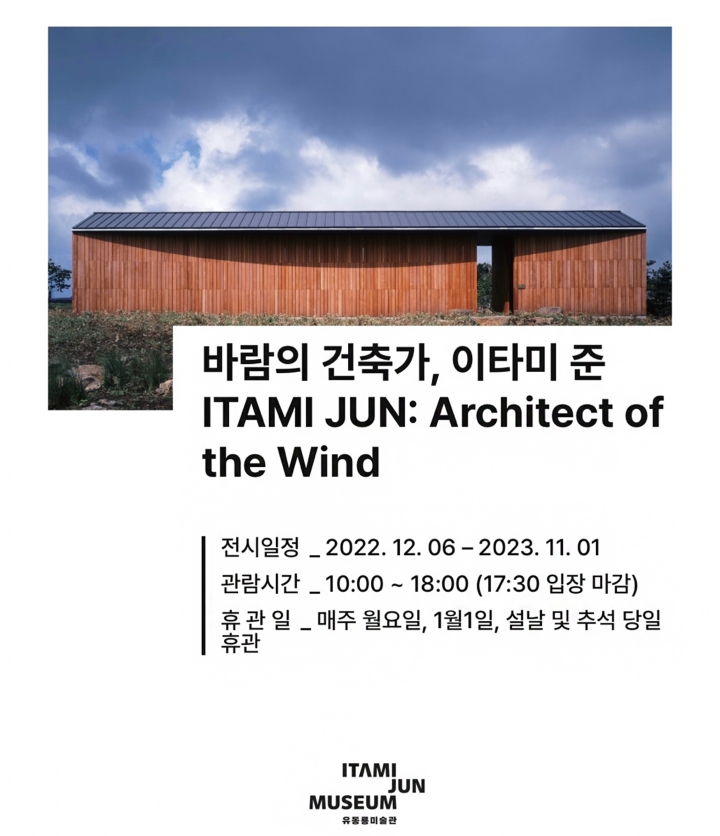 바람의 건축가, 이타미 준
ITAMI JUN: Architect of
the Wind
전시일정 _ 2022. 12. 06 – 2023. 11. 01
관람시간 _ 10:00 ~ 18:00 (17:30 입장 마감)
휴 관 일 _ 매주 월요일, 1월1일, 설날 및 추석 당일
휴관
ITAMI
JUN
MUSEUM
유동룡미술관